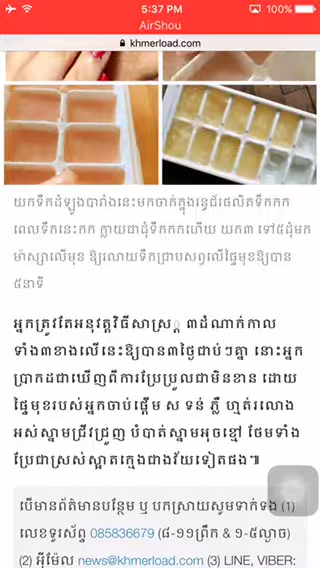 5:37 PM
100%
AirShou
khmerload.com
យកទឹកដំឡូងបារាំងនេះមកចាក់ក្នុងរន្ធថ័រផលិតទឹកកក
ពេលទឹកនេះកក ក្លាយជាដុំទឹកកកហើយ យក៣ ទៅ៥ដុំមក
ម៉ាស្សាលើមុខ ឱ្យរលាយទឹកជ្រាបសព្វលើផ្ទៃមុខឱ្យបាន
៥នាទី
អ្នកត្រូវតែអនុវត្តវិធីសាស្ត្រ ៣ដំណាក់កាល
ទាំង៣ខាងលើនេះឱ្យបាន៣ថ្ងៃជាប់ៗគ្នា នោះអ្នក
ប្រាកដជាឃើញពីការប្រែប្រួលជាមិនខាន ដោយ
ផ្ទៃមុខរបស់អ្នកចាប់ផ្តើម ស ទន់ ភ្លឺ ហ្មត់រលោង
អស់ស្នាមជ្រីវជ្រួញ បំបាត់ស្នាមអុចខ្មៅ ថែមទាំង
ប្រែជាស្រស់ស្អាតក្មេងជាងវ័យទៀតផង៕
បើមានព័ត៌មានបន្ថែម ឬ បកស្រាយសូមទាក់ទង (1)
លេខទូរស័ព្ទ 085836679 (៨-១១ព្រឹក & ១-៥ល្ងាច)
(2) អ៊ីម៉ែល news@khmerload.com (3) LINE, VIBER: